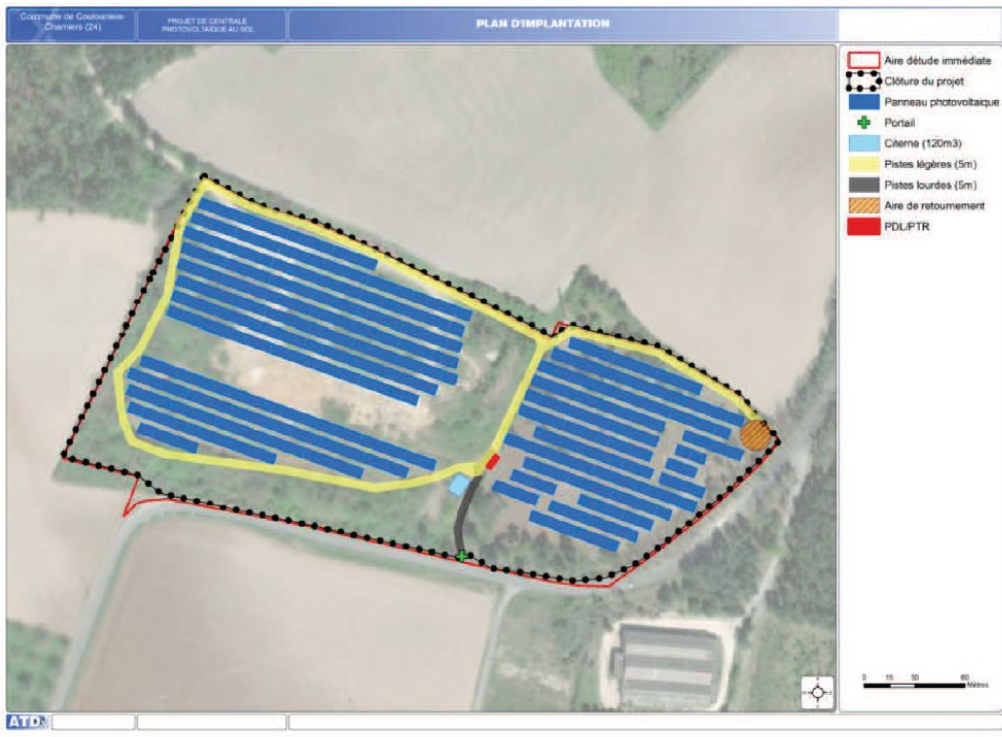 Commune de Coulounieix-
Chamiers (24)
PROJET DE CENTRALE
PHOTOVOLTAÏQUE AU SOL
PLAN D'IMPLANTATION
Aire détude immédiate
Clôture du projet
Panneau photovoltaique
Portail
Citerne (120m3)
Pistes légères (5m)
Pistes lourdes (5m)
Aire de retournement
PDL/PTR
0 15 30 60
Mètres
ATD